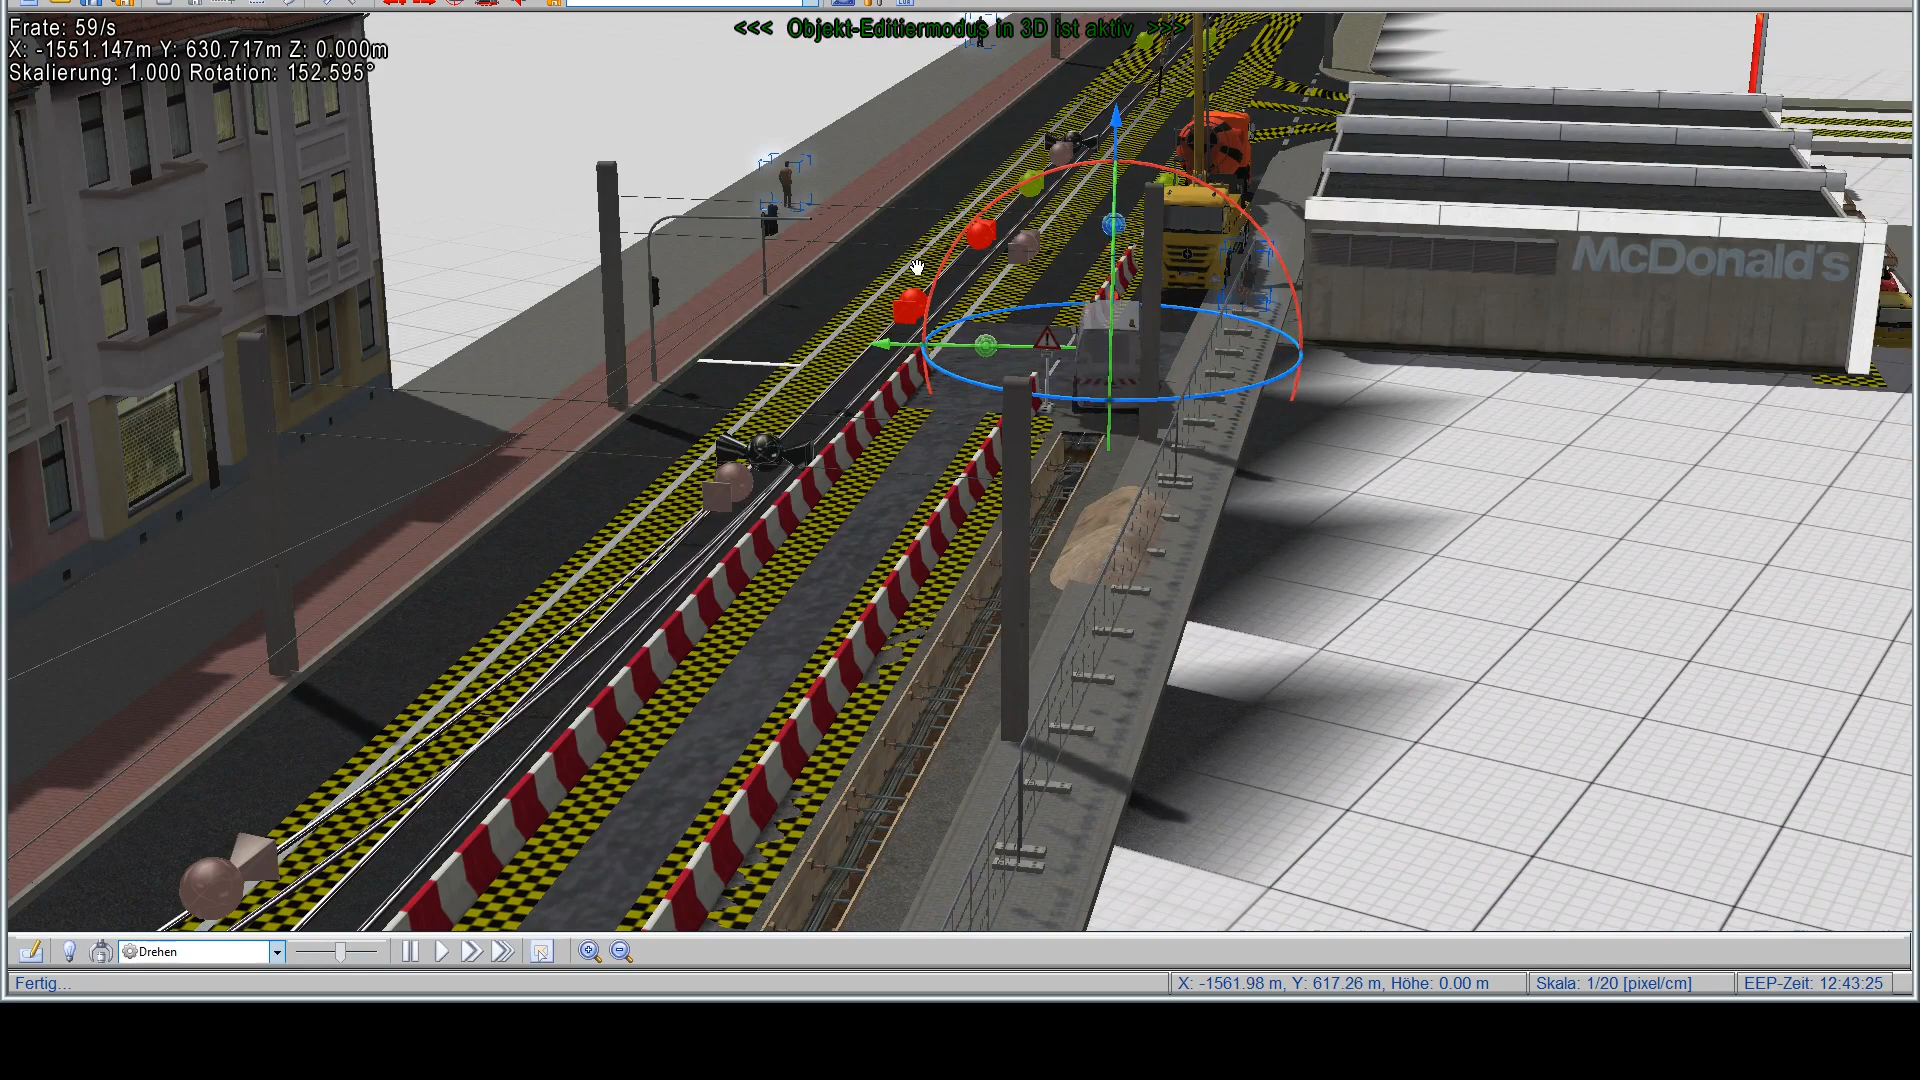 <<< Objekt-Editiermodus in 3D ist aktiv >>>
Frate: 59/s
X: -1551.147m Y: 630.717m Z: 0.000m
Skalierung: 1.000 Rotation: 152.595°
McDonald's
Drehen
Fertig...
X: -1561.98 m, Y: 617.26 m, Höhe: 0.00 m
Skala: 1/20 [pixel/cm]
EEP-Zeit: 12:43:25